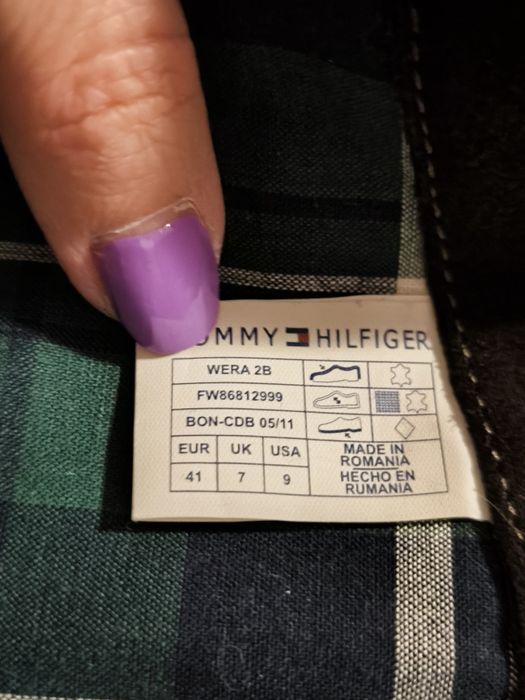 OMMY HILFIGER
WERA 2B
FW86812999
BON-CDB 05/11
EUR UK USA
41 7 9
MADE IN
ROMANIA
HECHO EN
RUMANIA